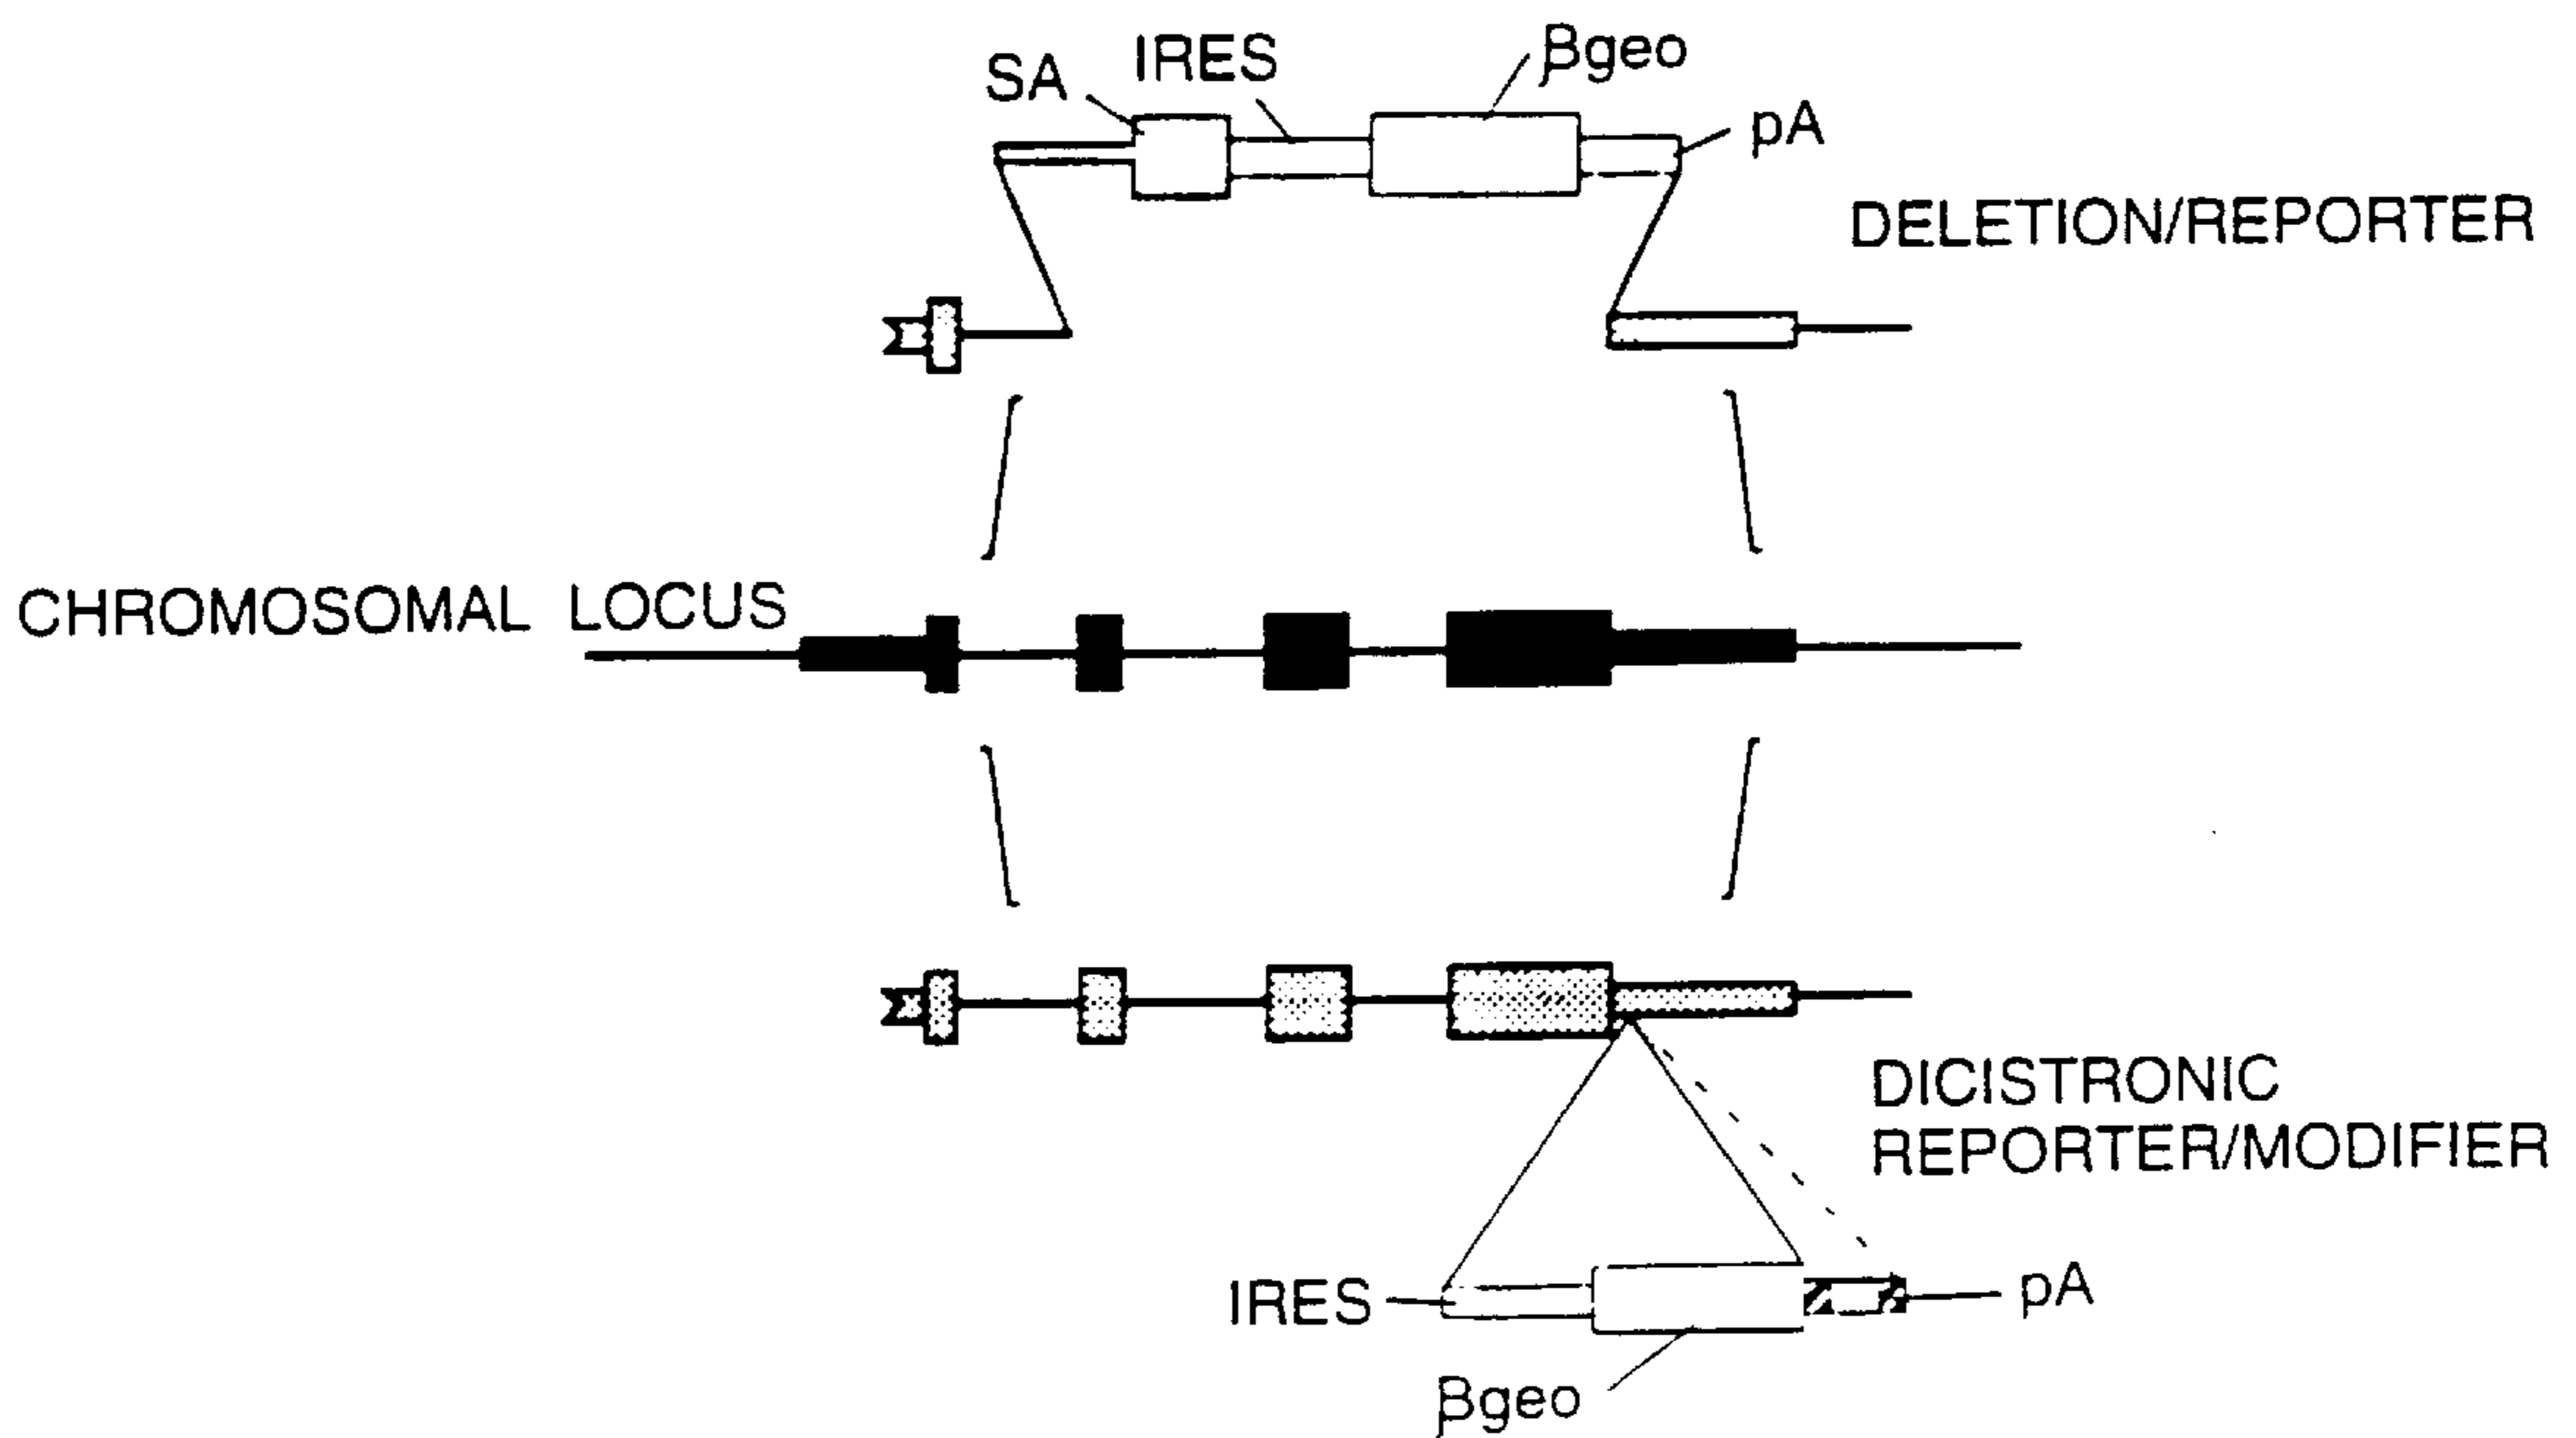 SA
IRES
βgeo
pA
DELETION/REPORTER
CHROMOSOMAL LOCUS
DICISTRONIC
REPORTER/MODIFIER
IRES
pA
βgeo